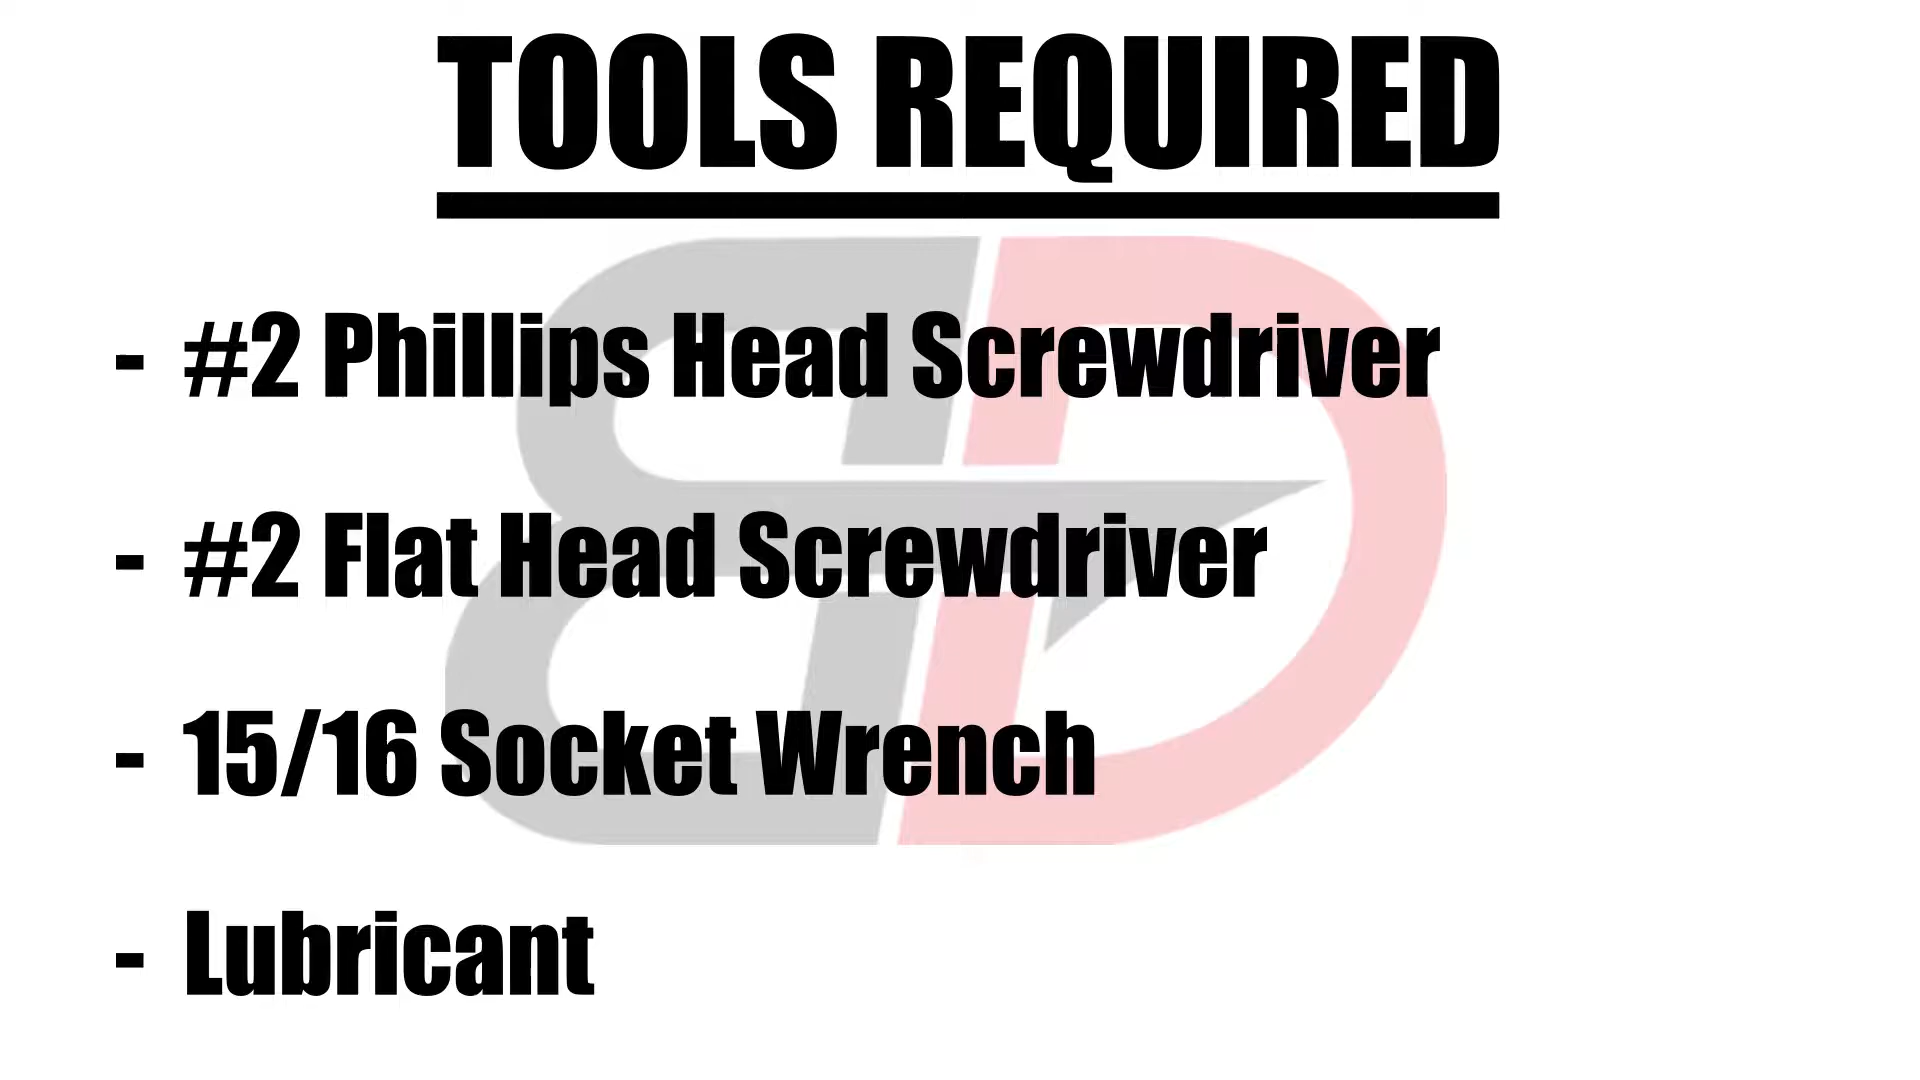 TOOLS REQUIRED
- #2 Phillips Head Screwdriver
- #2 Flat Head Screwdriver
- 15/16 Socket Wrench
- Lubricant